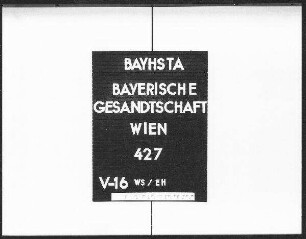 BAYHSTA
BAYERISCHE
GESANDTSCHAFT
WIEN
427
V-16 WS / EH